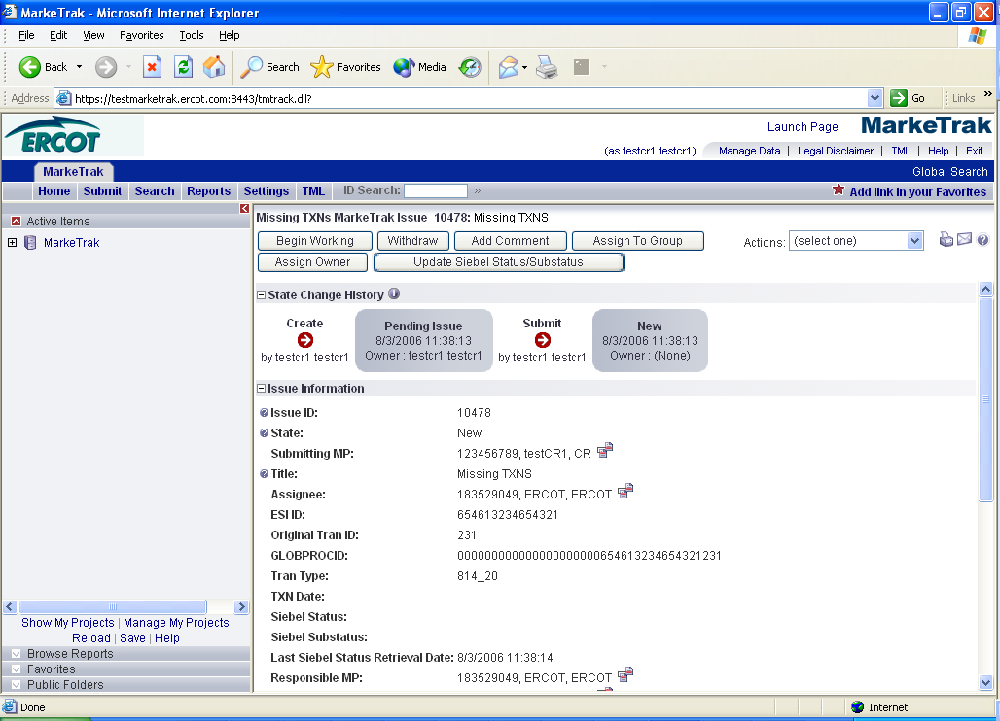 MarkeTrak - Microsoft Internet Explorer
File Edit View Favorites Tools Help
Back Search Favorites Media
Address https://testmarketrak.ercot.com:8443/tmtrack.dll? Go Links »
ERCOT Launch Page MarkeTrak
(as testcr1 testcr1) Manage Data | Legal Disclaimer | TML | Help | Exit
MarkeTrak Global Search
Home Submit Search Reports Settings TML ID Search: » Add link in your Favorites
Active Items
MarkeTrak
Show My Projects | Manage My Projects
Reload | Save | Help
Browse Reports
Favorites
Public Folders
Missing TXNs MarkeTrak Issue 10478: Missing TXNS
Begin Working Withdraw Add Comment Assign To Group Actions: (select one)
Assign Owner Update Siebel Status/Substatus
State Change History
Create
by testcr1 testcr1
Pending Issue
8/3/2006 11:38:13
Owner : testcr1 testcr1
Submit
by testcr1 testcr1
New
8/3/2006 11:38:13
Owner : (None)
Issue Information
Issue ID: 10478
State: New
Submitting MP: 123456789, testCR1, CR
Title: Missing TXNS
Assignee: 183529049, ERCOT, ERCOT
ESI ID: 654613234654321
Original Tran ID: 231
GLOBPROCID: 000000000000000000000654613234654321231
Tran Type: 814_20
TXN Date:
Siebel Status:
Siebel Substatus:
Last Siebel Status Retrieval Date: 8/3/2006 11:38:14
Responsible MP: 183529049, ERCOT, ERCOT
Done Internet